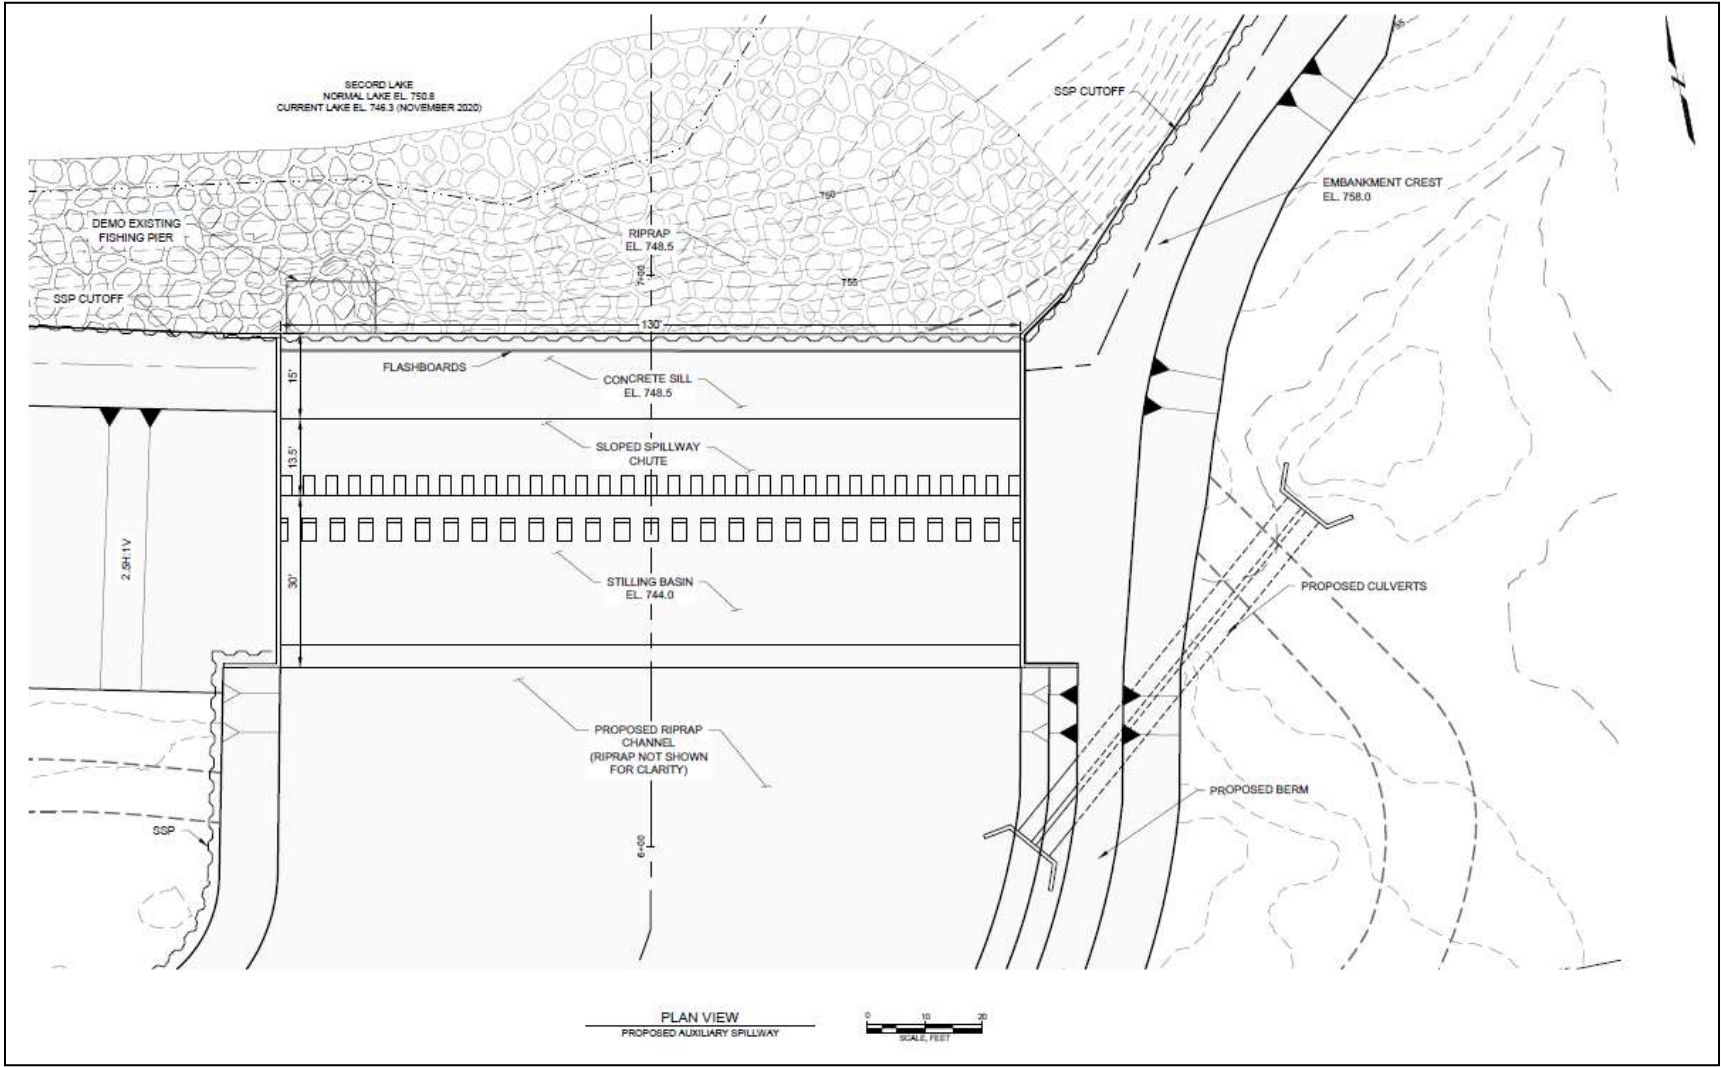 SECORD LAKE
NORMAL LAKE EL. 750.8
CURRENT LAKE EL. 746.3 (NOVEMBER 2020)
SSP CUTOFF
EMBANKMENT CREST
EL. 758.0
750
DEMO EXISTING
FISHING PIER
RIPRAP
EL. 748.5
7+00
755
SSP CUTOFF
130'
FLASHBOARDS
15'
CONCRETE SILL
EL. 748.5
13.5'
SLOPED SPILLWAY
CHUTE
2.5H:1V
30'
STILLING BASIN
EL. 744.0
PROPOSED CULVERTS
PROPOSED RIPRAP
CHANNEL
(RIPRAP NOT SHOWN
FOR CLARITY)
PROPOSED BERM
SSP
6+00
PLAN VIEW
PROPOSED AUXILIARY SPILLWAY
0 10 20
SCALE, FEET